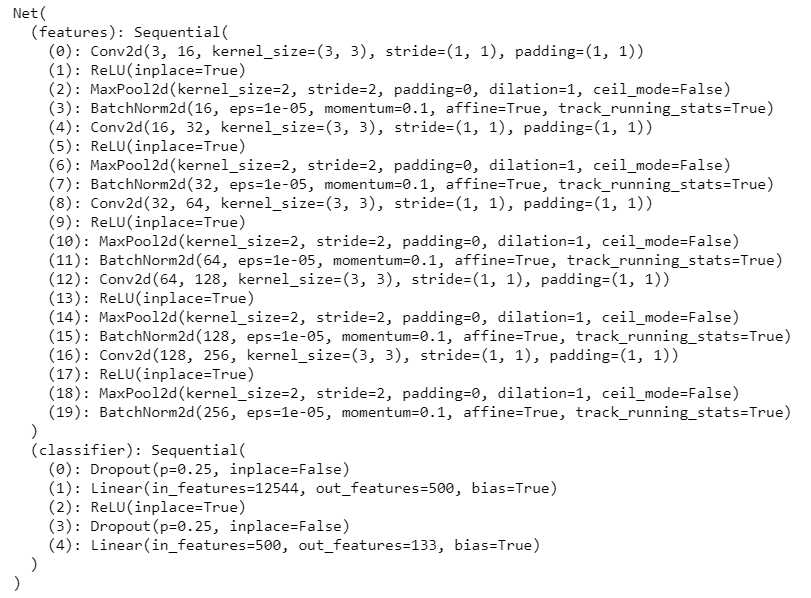 Net(
  (features): Sequential(
    (0): Conv2d(3, 16, kernel_size=(3, 3), stride=(1, 1), padding=(1, 1))
    (1): ReLU(inplace=True)
    (2): MaxPool2d(kernel_size=2, stride=2, padding=0, dilation=1, ceil_mode=False)
    (3): BatchNorm2d(16, eps=1e-05, momentum=0.1, affine=True, track_running_stats=True)
    (4): Conv2d(16, 32, kernel_size=(3, 3), stride=(1, 1), padding=(1, 1))
    (5): ReLU(inplace=True)
    (6): MaxPool2d(kernel_size=2, stride=2, padding=0, dilation=1, ceil_mode=False)
    (7): BatchNorm2d(32, eps=1e-05, momentum=0.1, affine=True, track_running_stats=True)
    (8): Conv2d(32, 64, kernel_size=(3, 3), stride=(1, 1), padding=(1, 1))
    (9): ReLU(inplace=True)
    (10): MaxPool2d(kernel_size=2, stride=2, padding=0, dilation=1, ceil_mode=False)
    (11): BatchNorm2d(64, eps=1e-05, momentum=0.1, affine=True, track_running_stats=True)
    (12): Conv2d(64, 128, kernel_size=(3, 3), stride=(1, 1), padding=(1, 1))
    (13): ReLU(inplace=True)
    (14): MaxPool2d(kernel_size=2, stride=2, padding=0, dilation=1, ceil_mode=False)
    (15): BatchNorm2d(128, eps=1e-05, momentum=0.1, affine=True, track_running_stats=True)
    (16): Conv2d(128, 256, kernel_size=(3, 3), stride=(1, 1), padding=(1, 1))
    (17): ReLU(inplace=True)
    (18): MaxPool2d(kernel_size=2, stride=2, padding=0, dilation=1, ceil_mode=False)
    (19): BatchNorm2d(256, eps=1e-05, momentum=0.1, affine=True, track_running_stats=True)
  )
  (classifier): Sequential(
    (0): Dropout(p=0.25, inplace=False)
    (1): Linear(in_features=12544, out_features=500, bias=True)
    (2): ReLU(inplace=True)
    (3): Dropout(p=0.25, inplace=False)
    (4): Linear(in_features=500, out_features=133, bias=True)
  )
)